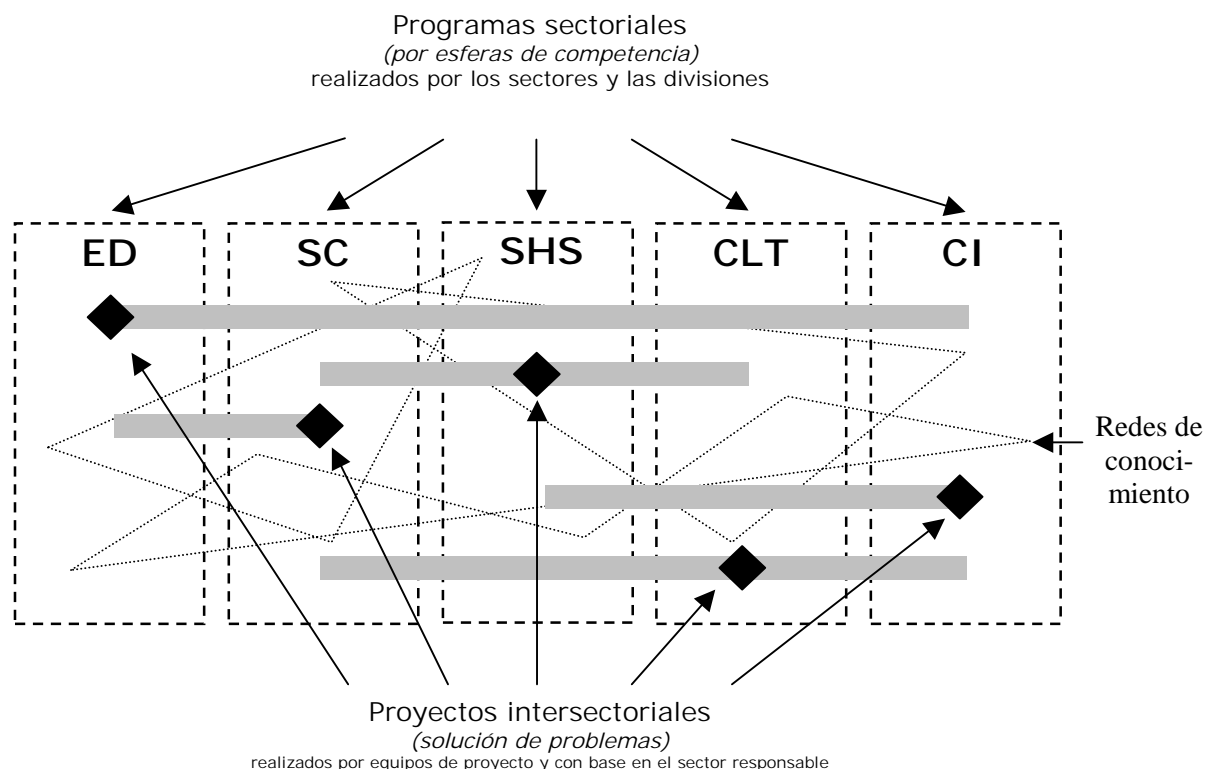 Programas sectoriales
(por esferas de competencia)
realizados por los sectores y las divisiones
ED
SC
SHS
CLT
CI
Redes de
conoci-
miento
Proyectos intersectoriales
(solución de problemas)
realizados por equipos de proyecto y con base en el sector responsable